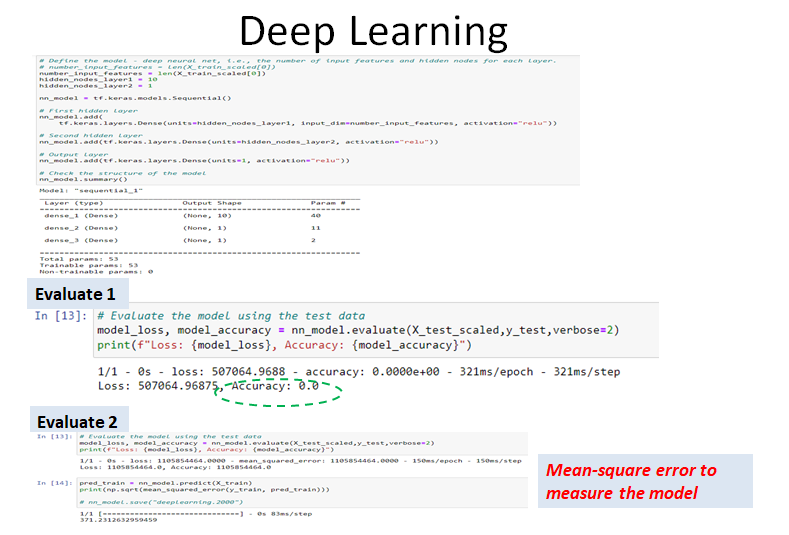 Deep Learning
# Define the model - deep neural net, i.e., the number of input features and hidden nodes for each layer.
# number_input_features = len(X_train_scaled[0])
number_input_features = len(X_train_scaled[0])
hidden_nodes_layer1 = 10
hidden_nodes_layer2 = 1
nn_model = tf.keras.models.Sequential()
# First hidden layer
nn_model.add(
tf.keras.layers.Dense(units=hidden_nodes_layer1, input_dim=number_input_features, activation="relu"))
# Second hidden layer
nn_model.add(tf.keras.layers.Dense(units=hidden_nodes_layer2, activation="relu"))
# Output layer
nn_model.add(tf.keras.layers.Dense(units=1, activation="relu"))
# Check the structure of the model
nn_model.summary()
Model: "sequential_1"
Layer (type) Output Shape Param #
dense_1 (Dense) (None, 10) 40
dense_2 (Dense) (None, 1) 11
dense_3 (Dense) (None, 1) 2
Total params: 53
Trainable params: 53
Non-trainable params: 0
Evaluate 1
In [13]: # Evaluate the model using the test data
model_loss, model_accuracy = nn_model.evaluate(X_test_scaled,y_test,verbose=2)
print(f"Loss: {model_loss}, Accuracy: {model_accuracy}")
1/1 - 0s - loss: 507064.9688 - accuracy: 0.0000e+00 - 321ms/epoch - 321ms/step
Loss: 507064.96875, Accuracy: 0.0
Evaluate 2
In [13]: # Evaluate the model using the test data
model_loss, model_accuracy = nn_model.evaluate(X_test_scaled,y_test,verbose=2)
print(f"Loss: {model_loss}, Accuracy: {model_accuracy}")
1/1 - 0s - loss: 1105854464.0000 - mean_squared_error: 1105854464.0000 - 150ms/epoch - 150ms/step
Loss: 1105854464.0, Accuracy: 1105854464.0
In [14]: pred_train = nn_model.predict(X_train)
print(np.sqrt(mean_squared_error(y_train, pred_train)))
# nn_model.save("deeplearning.2000")
1/1 [==============================] - 0s 83ms/step
371.2312632959459
Mean-square error to
measure the model